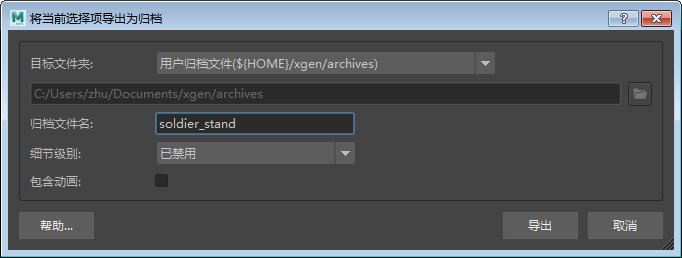 将当前选择项导出为归档
目标文件夹: 用户归档文件(${HOME}/xgen/archives)
C:/Users/zhu/Documents/xgen/archives
归档文件名: soldier_stand
细节级别: 已禁用
包含动画:
帮助... 导出 取消